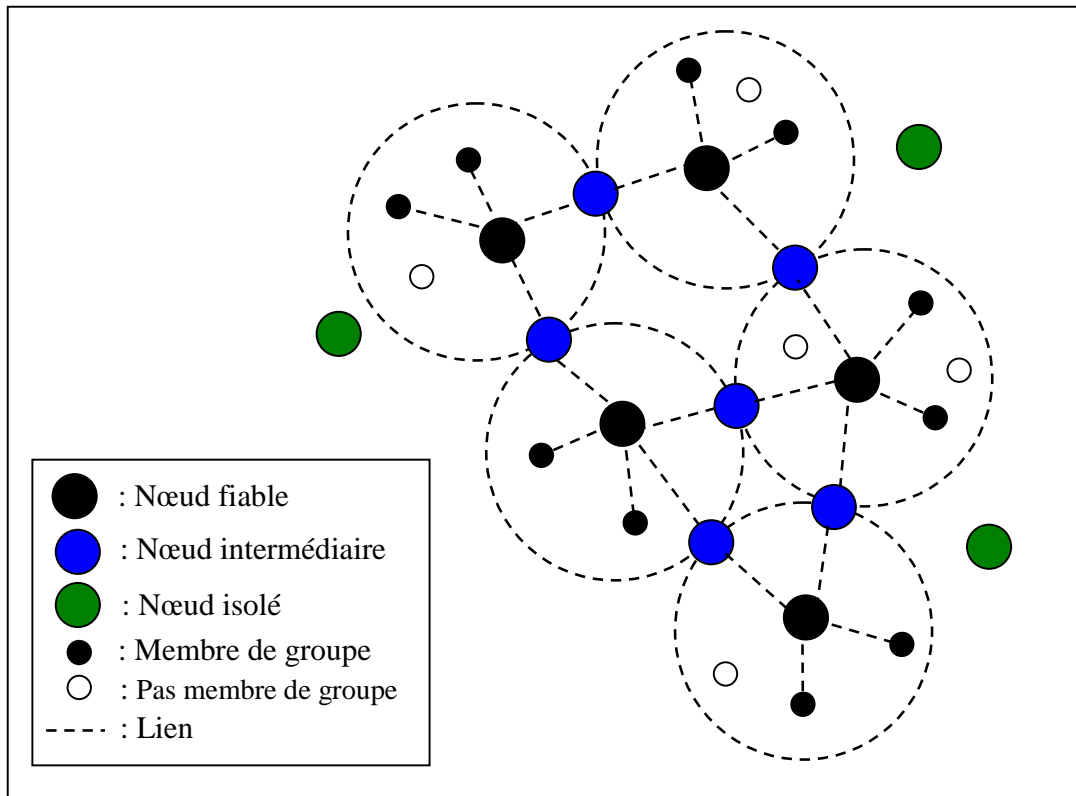 : Nœud fiable
: Nœud intermédiaire
: Nœud isolé
: Membre de groupe
: Pas membre de groupe
: Lien